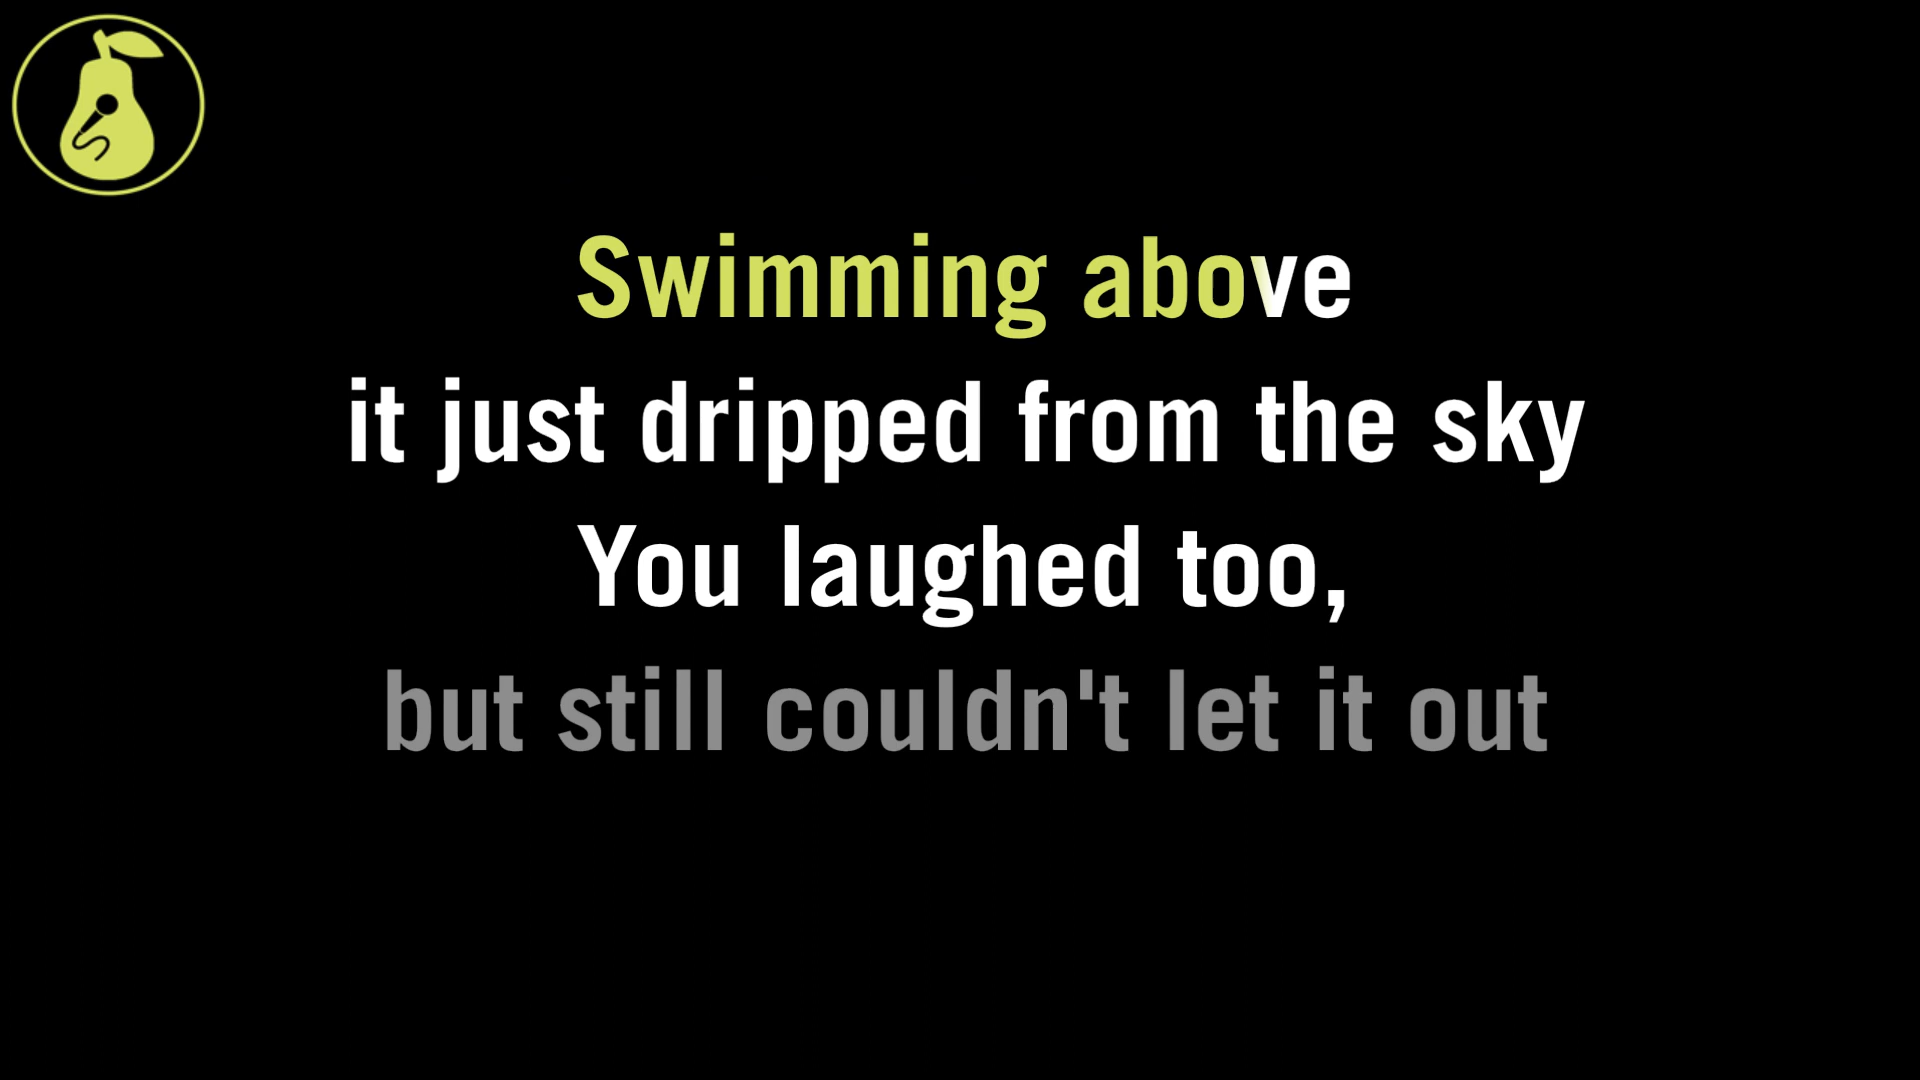 Swimming above
it just dripped from the sky
You laughed too,
but still couldn't let it out